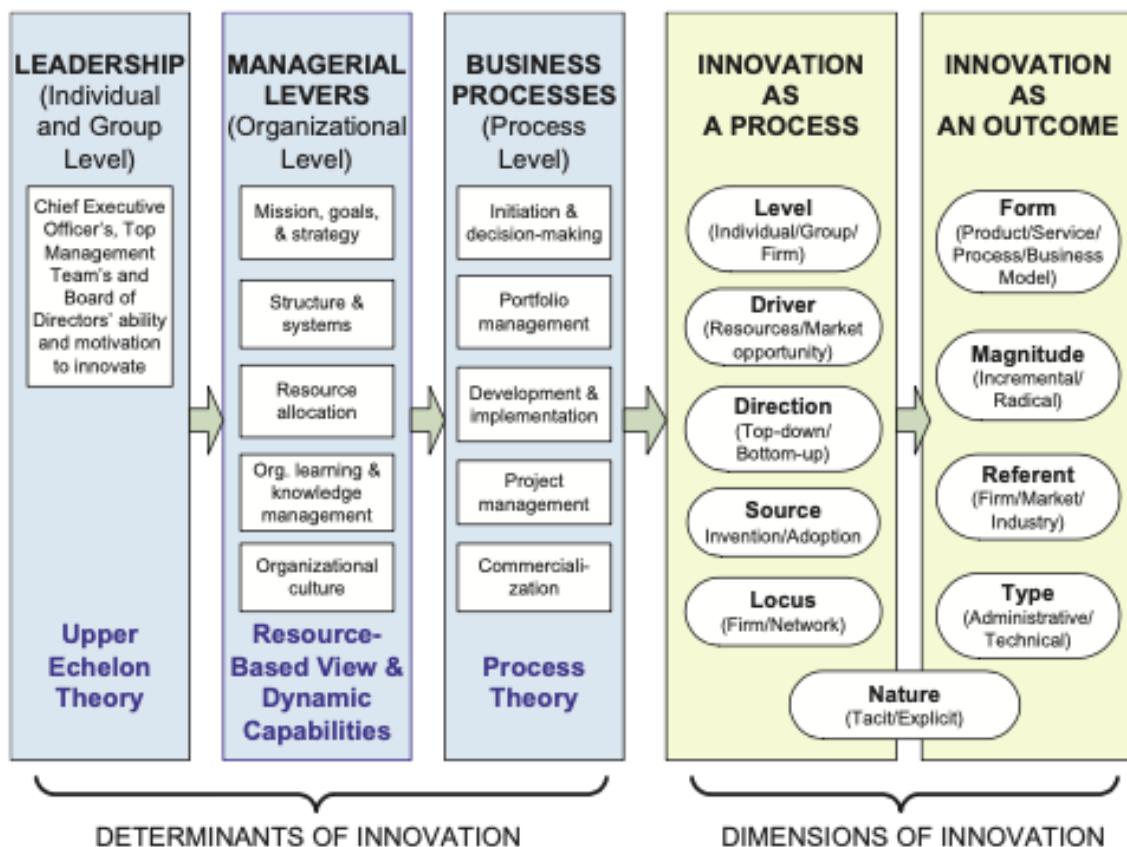 LEADERSHIP
(Individual
and Group
Level)
Chief Executive
Officer's, Top
Management
Team's and
Board of
Directors' ability
and motivation
to innovate
Upper
Echelon
Theory
MANAGERIAL
LEVERS
(Organizational
Level)
Mission, goals,
& strategy
Structure &
systems
Resource
allocation
Org. learning &
knowledge
management
Organizational
culture
Resource-
Based View &
Dynamic
Capabilities
BUSINESS
PROCESSES
(Process
Level)
Initiation &
decision-making
Portfolio
management
Development &
implementation
Project
management
Commerciali-
zation
Process
Theory
INNOVATION
AS
A PROCESS
Level
(Individual/Group/
Firm)
Driver
(Resources/Market
opportunity)
Direction
(Top-down/
Bottom-up)
Source
Invention/Adoption
Locus
(Firm/Network)
INNOVATION
AS
AN OUTCOME
Form
(Product/Service/
Process/Business
Model)
Magnitude
(Incremental/
Radical)
Referent
(Firm/Market/
Industry)
Type
(Administrative/
Technical)
Nature
(Tacit/Explicit)
DETERMINANTS OF INNOVATION
DIMENSIONS OF INNOVATION